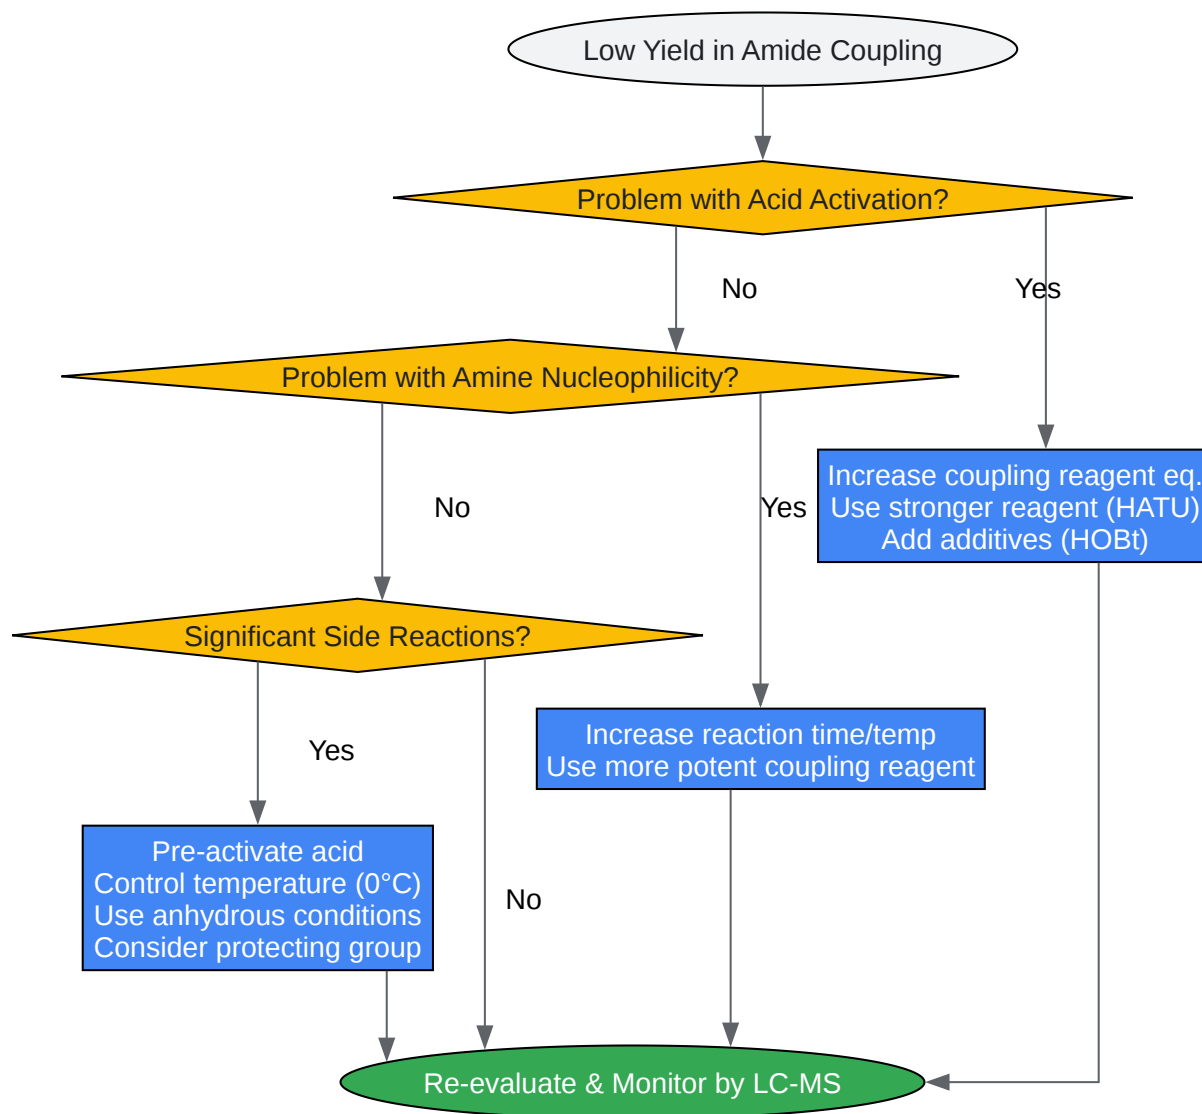 Low Yield in Amide Coupling
Problem with Acid Activation?
No
Yes
Problem with Amine Nucleophilicity?
Increase coupling reagent eq.
Use stronger reagent (HATU)
Add additives (HOBt)
No
Yes
Significant Side Reactions?
Increase reaction time/temp
Use more potent coupling reagent
Yes
Pre-activate acid
Control temperature (0°C)
Use anhydrous conditions
Consider protecting group
No
Re-evaluate & Monitor by LC-MS